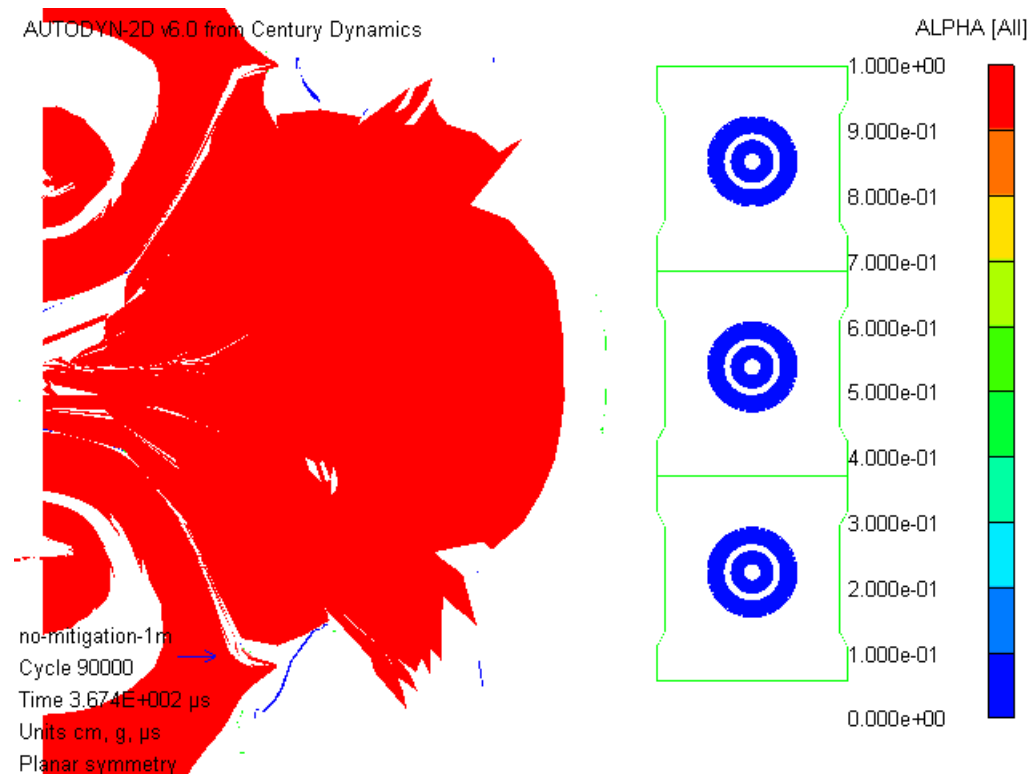 AUTODYN-2D v6.0 from Century Dynamics
ALPHA [All]
1.000e+00
9.000e-01
8.000e-01
7.000e-01
6.000e-01
5.000e-01
4.000e-01
3.000e-01
2.000e-01
1.000e-01
0.000e+00
no-mitigation-1m
Cycle 90000
Time 3.674E+002 µs
Units cm, g, µs
Planar symmetry